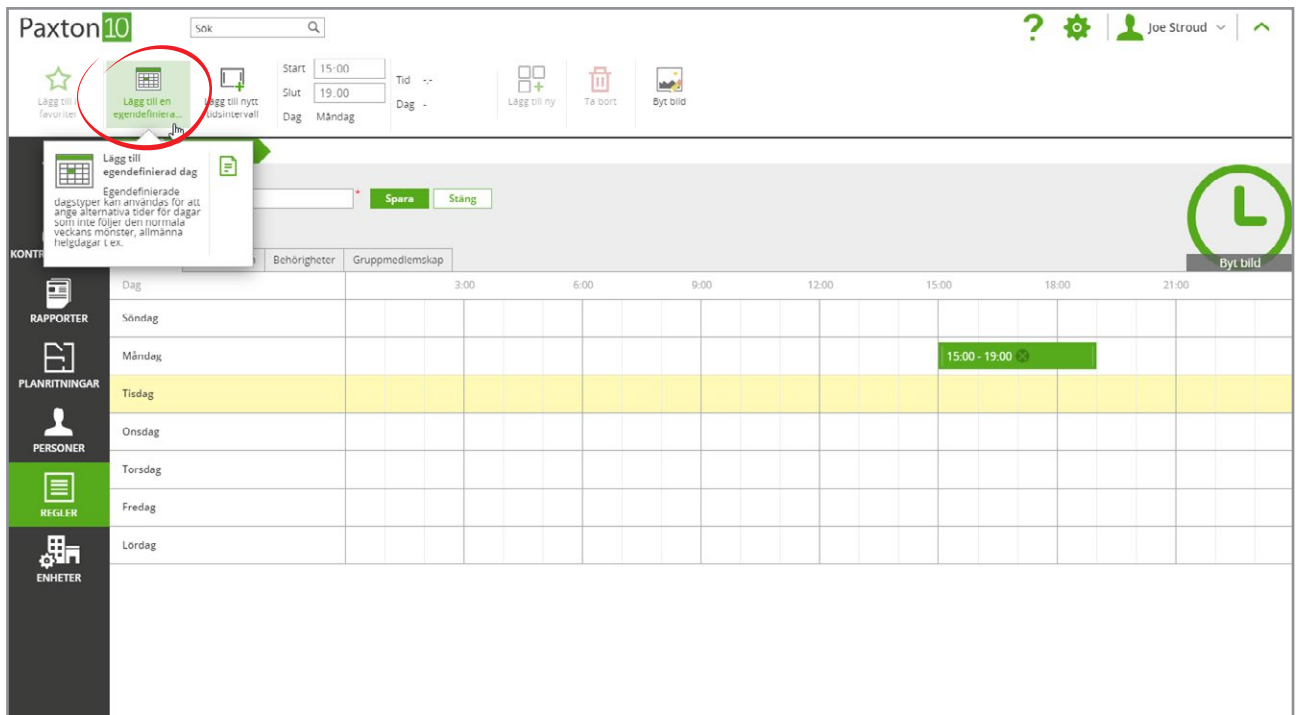 Paxton10
Sök
? Joe Stroud
Lägg till
favoriter
Lägg till en
egendefiniera...
Lägg till nytt
tidsintervall
Start 15:00
Slut 19:00
Dag Måndag
Tid -:-
Dag -
Lägg till ny
Ta bort
Byt bild
Lägg till
egendefinierad dag
Egendefinierade
dagstyper kan användas för att
ange alternativa tider för dagar
som inte följer den normala
veckans mönster, allmänna
helgdagar t ex.
* Spara Stäng
Byt bild
Behörigheter Gruppmedlemskap
KONTR
RAPPORTER
PLANRITNINGAR
PERSONER
REGLER
ENHETER
Dag 3:00 6:00 9:00 12:00 15:00 18:00 21:00
Söndag
Måndag 15:00 - 19:00
Tisdag
Onsdag
Torsdag
Fredag
Lördag